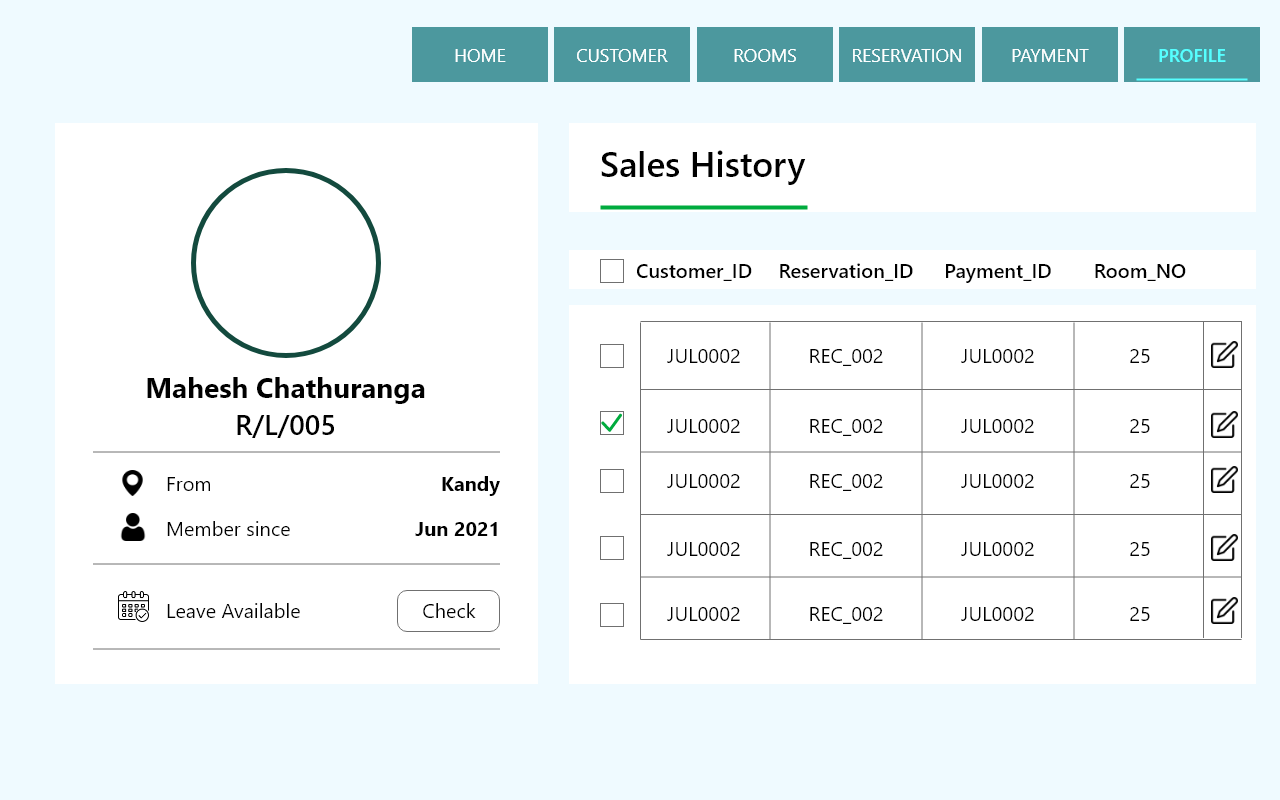 HOME CUSTOMER ROOMS RESERVATION PAYMENT PROFILE
Mahesh Chathuranga
R/L/005
From Kandy
Member since Jun 2021
Leave Available Check
Sales History
Customer_ID Reservation_ID Payment_ID Room_NO
JUL0002 REC_002 JUL0002 25
JUL0002 REC_002 JUL0002 25
JUL0002 REC_002 JUL0002 25
JUL0002 REC_002 JUL0002 25
JUL0002 REC_002 JUL0002 25